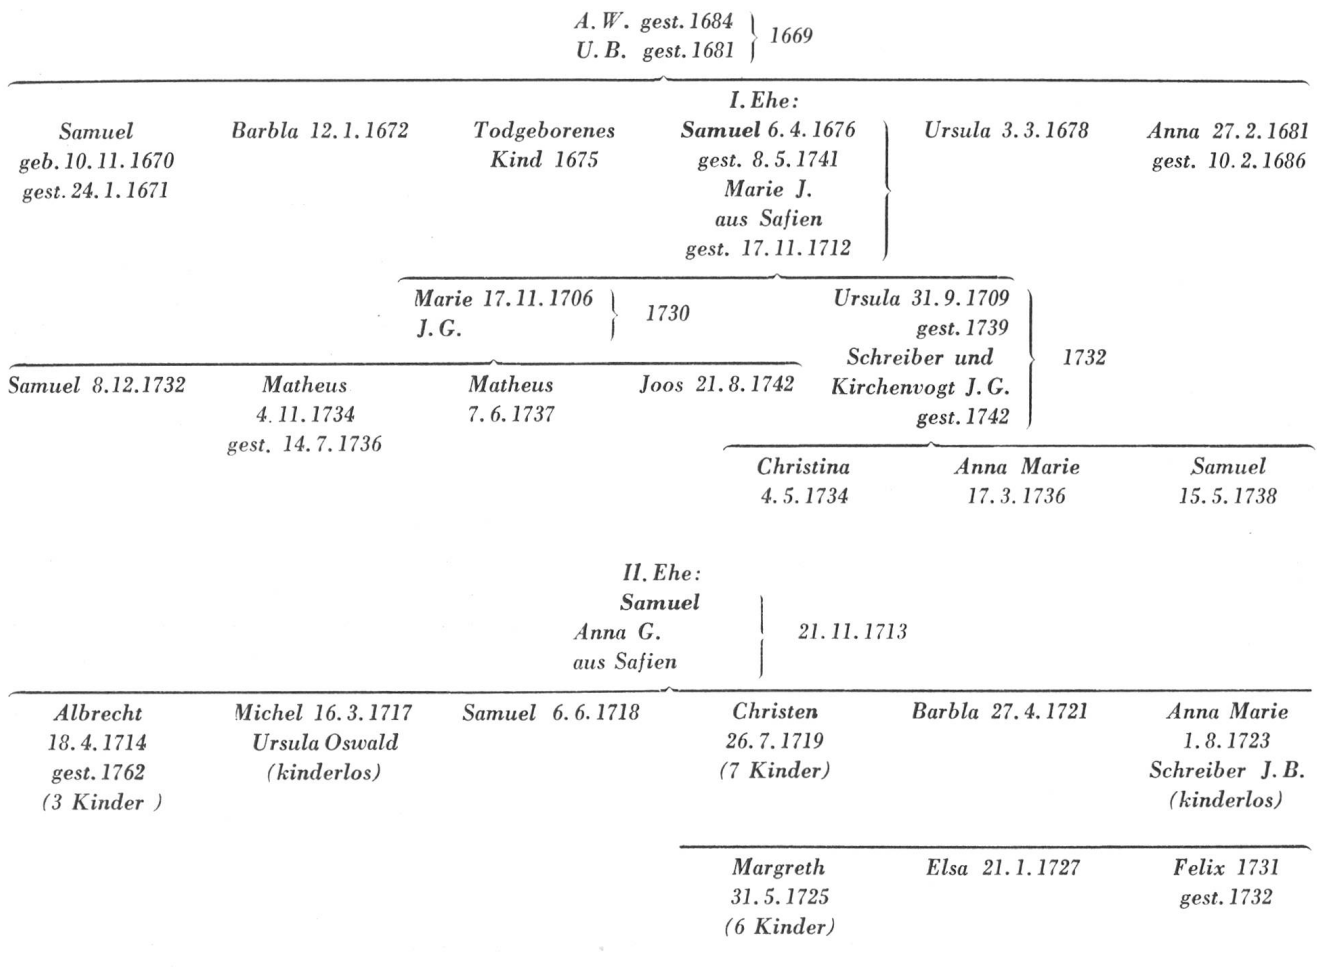 A. W. gest. 1684
U. B. gest. 1681
1669
Samuel
geb. 10. 11. 1670
gest. 24. 1. 1671
Barbla 12. 1. 1672
Todgeborenes
Kind 1675
I. Ehe:
Samuel 6. 4. 1676
gest. 8. 5. 1741
Marie J.
aus Safien
gest. 17. 11. 1712
Ursula 3. 3. 1678
Anna 27. 2. 1681
gest. 10. 2. 1686
Marie 17. 11. 1706
J. G.
1730
Ursula 31. 9. 1709
gest. 1739
Schreiber und
Kirchenvogt J. G.
gest. 1742
1732
Samuel 8.12.1732
Matheus
4. 11. 1734
gest. 14. 7. 1736
Matheus
7. 6. 1737
Joos 21. 8. 1742
Christina
4. 5. 1734
Anna Marie
17. 3. 1736
Samuel
15. 5. 1738
II. Ehe:
Samuel
Anna G.
aus Safien
21. 11. 1713
Albrecht
18. 4. 1714
gest. 1762
(3 Kinder )
Michel 16. 3. 1717
Ursula Oswald
(kinderlos)
Samuel 6. 6. 1718
Christen
26. 7. 1719
(7 Kinder)
Barbla 27. 4. 1721
Anna Marie
1. 8. 1723
Schreiber J. B.
(kinderlos)
Margreth
31. 5. 1725
(6 Kinder)
Elsa 21. 1. 1727
Felix 1731
gest. 1732